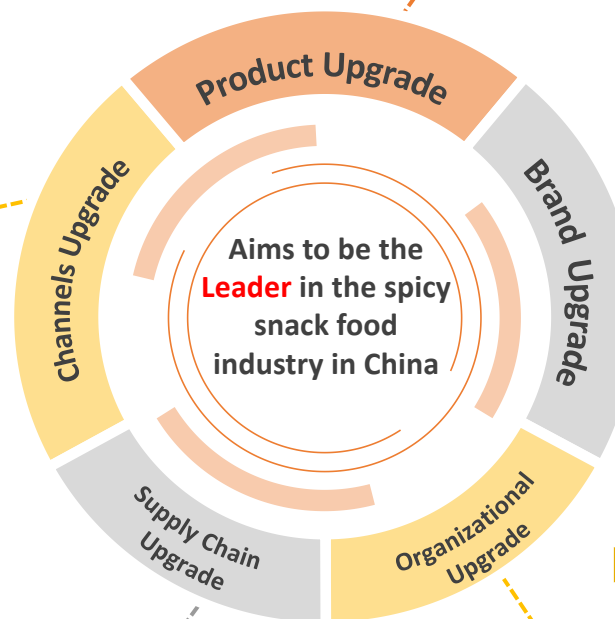 Product Upgrade
Brand Upgrade
Channels Upgrade
Aims to be the
Leader in the spicy
snack food
industry in China
Supply Chain
Upgrade
Organizational
Upgrade